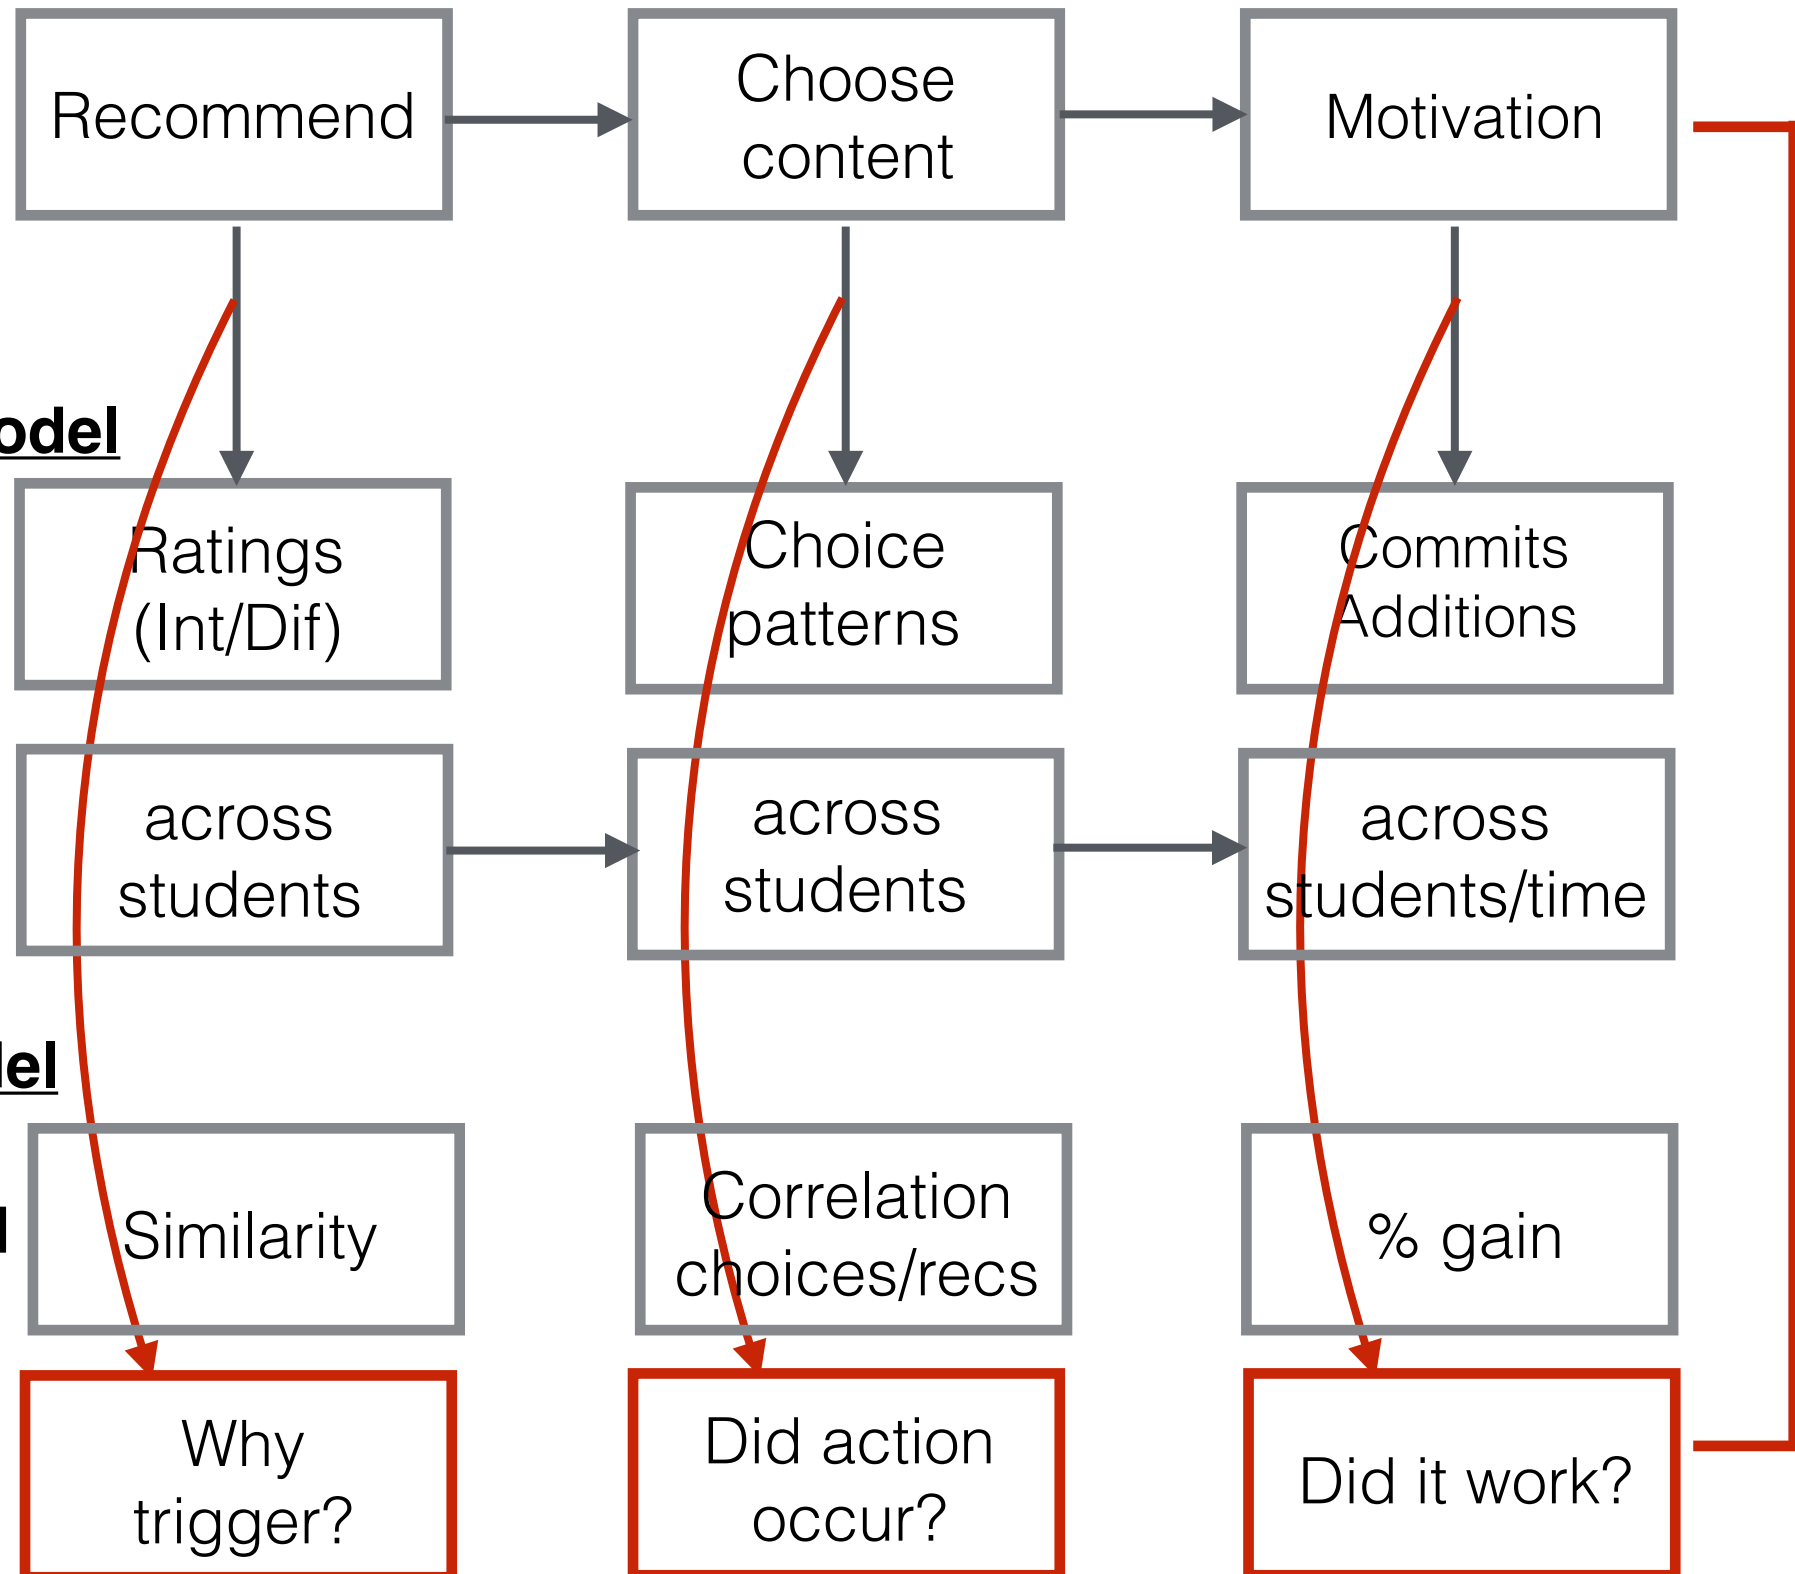 Recommend
Choose
content
Motivation
odel
Ratings
(Int/Dif)
Choice
patterns
Commits
Additions
across
students
across
students
across
students/time
del
Similarity
Correlation
choices/recs
% gain
Why
trigger?
Did action
occur?
Did it work?